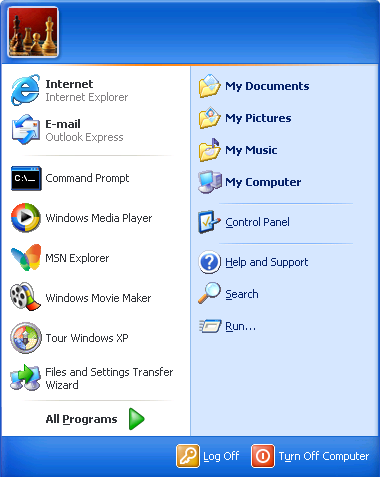 Internet
Internet Explorer
E-mail
Outlook Express
C:\_
Command Prompt
Windows Media Player
MSN Explorer
Windows Movie Maker
Tour Windows XP
Files and Settings Transfer
Wizard
All Programs
My Documents
My Pictures
My Music
My Computer
Control Panel
Help and Support
Search
Run...
Log Off
Turn Off Computer